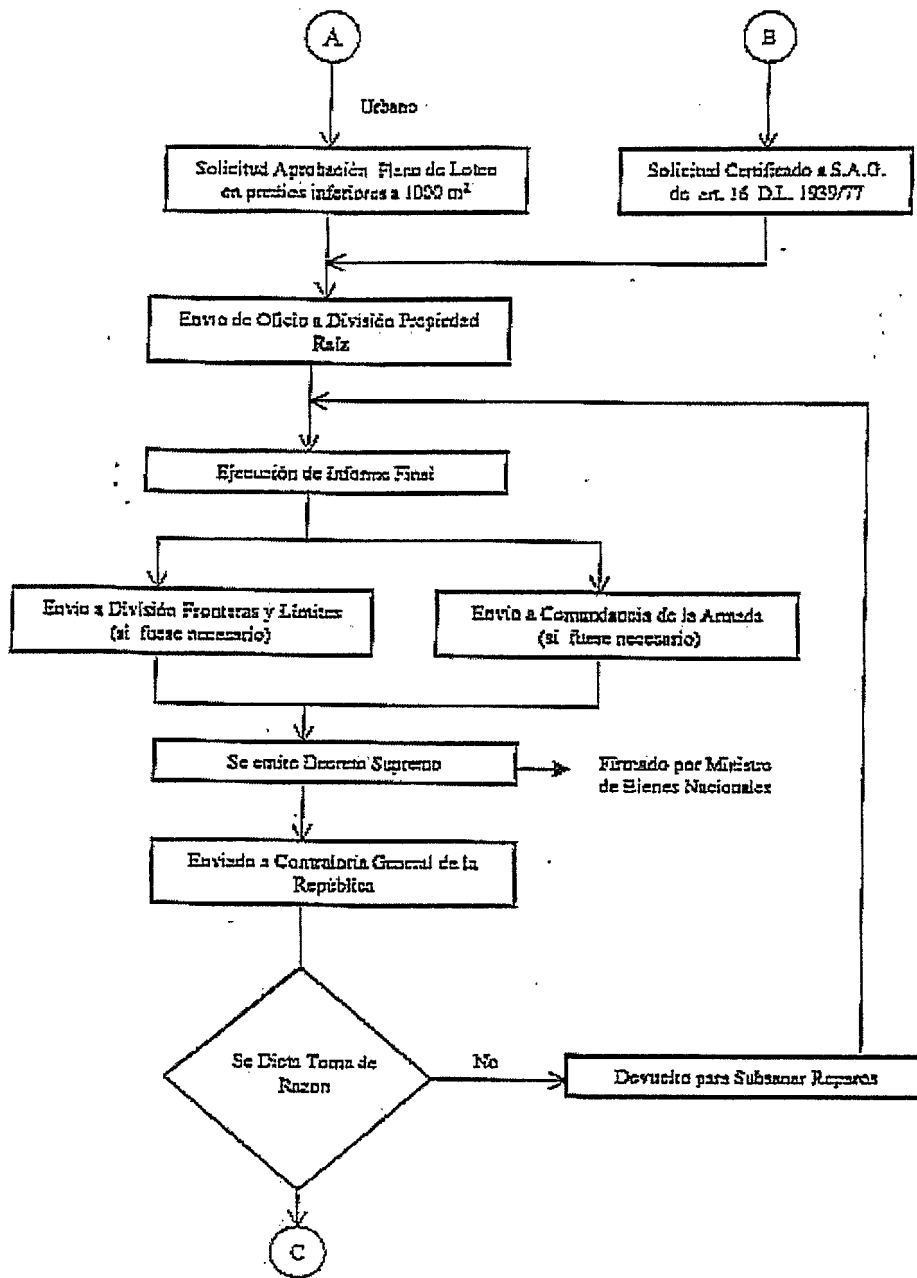 A
B
Urbano
Solicitud Aprobación Plano de Loteo
en predios inferiores a 1000 m²
Solicitud Certificado a S.A.G.
de art. 16 D.L. 1939/77
Envío de Oficio a División Propiedad
Raíz
Ejecución de Informe Final
Envío a División Fronteras y Límites
(si fuese necesario)
Envío a Comandancia de la Armada
(si fuese necesario)
Se emite Decreto Supremo
Firmado por Ministro
de Bienes Nacionales
Enviado a Contraloría General de la
República
Se Dicta Toma de
Razon
No
Devuelto para Subsanar Reparos
C